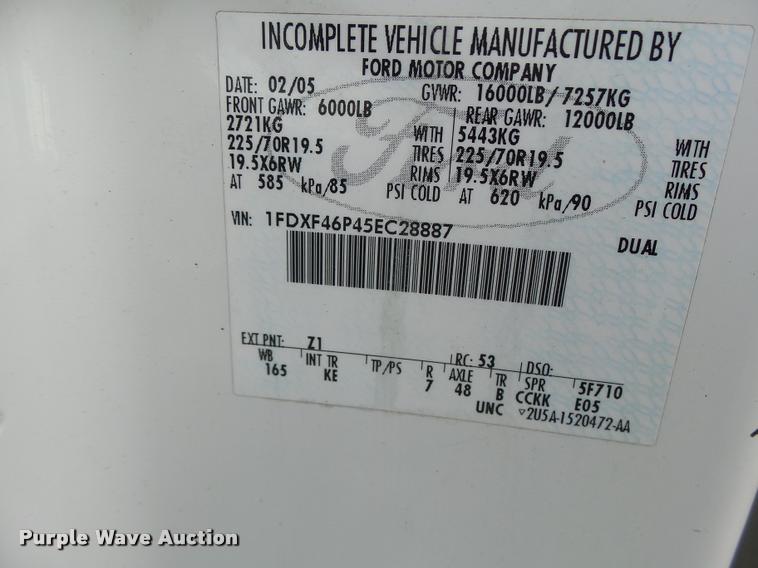 INCOMPLETE VEHICLE MANUFACTURED BY
FORD MOTOR COMPANY
DATE: 02/05 GVWR: 16000LB/7257KG
FRONT GAWR: 6000LB REAR GAWR: 12000LB
2721KG WITH 5443KG WITH
225/70R19.5 TIRES 225/70R19.5 TIRES
19.5X6RW RIMS 19.5X6RW RIMS
AT 585 kPa/85 PSI COLD AT 620 kPa/90 PSI COLD
VIN: 1FDXF46P45EC28887 DUAL
Ford
EXT PNT: Z1 RC: 53 DSO:
WB INT TR TP/PS R AXLE TR SPR 5F710
165 KE 7 48 B CCKK E05
UNC ▽2U5A-1520472-AA
Purple Wave Auction